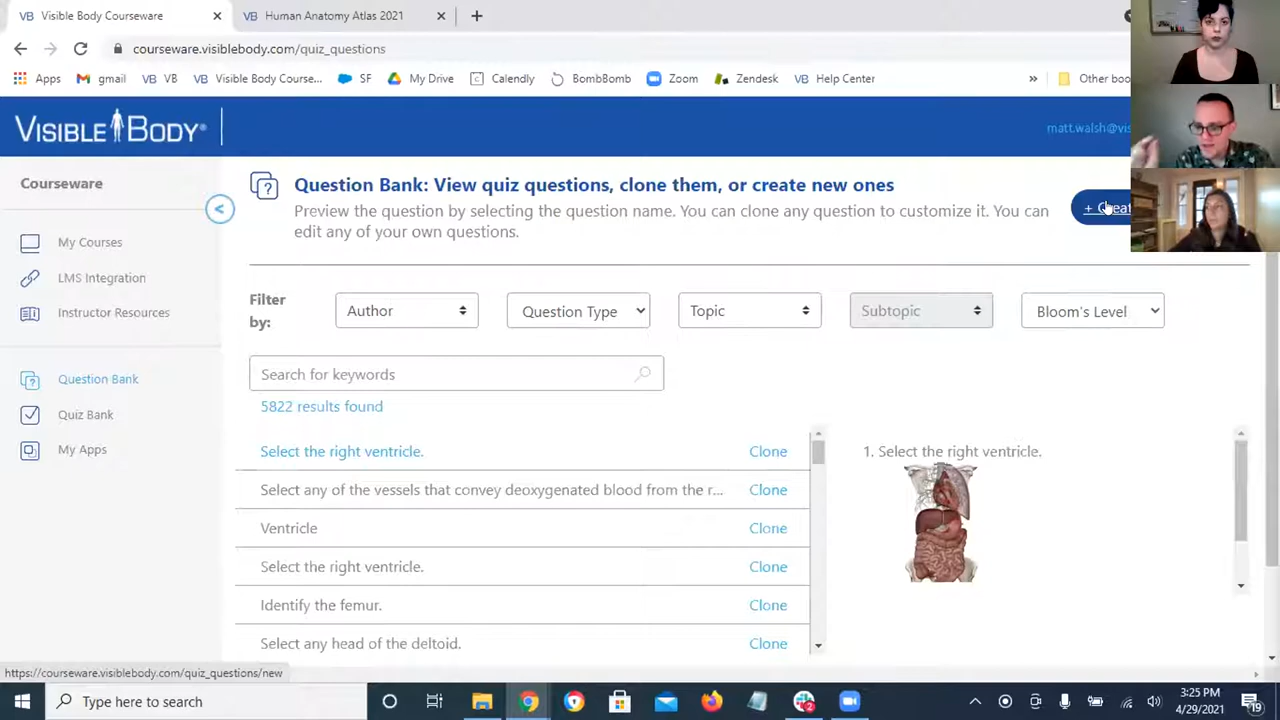 VB Visible Body Courseware
VB Human Anatomy Atlas 2021
courseware.visiblebody.com/quiz_questions
Apps gmail VB VB VB Visible Body Course... SF My Drive Calendly BombBomb Zoom Zendesk VB Help Center » Other boo
VISIBLE BODY®
matt.walsh@vis
Courseware
<
My Courses
LMS Integration
Instructor Resources
Question Bank
Quiz Bank
My Apps
Question Bank: View quiz questions, clone them, or create new ones
Preview the question by selecting the question name. You can clone any question to customize it. You can
edit any of your own questions.
+ Creat
Filter
by:
Author
Question Type
Topic
Subtopic
Bloom's Level
Search for keywords
5822 results found
Select the right ventricle. Clone
Select any of the vessels that convey deoxygenated blood from the r... Clone
Ventricle Clone
Select the right ventricle. Clone
Identify the femur. Clone
Select any head of the deltoid. Clone
1. Select the right ventricle.
https://courseware.visiblebody.com/quiz_questions/new
Type here to search
3:25 PM
4/29/2021
19